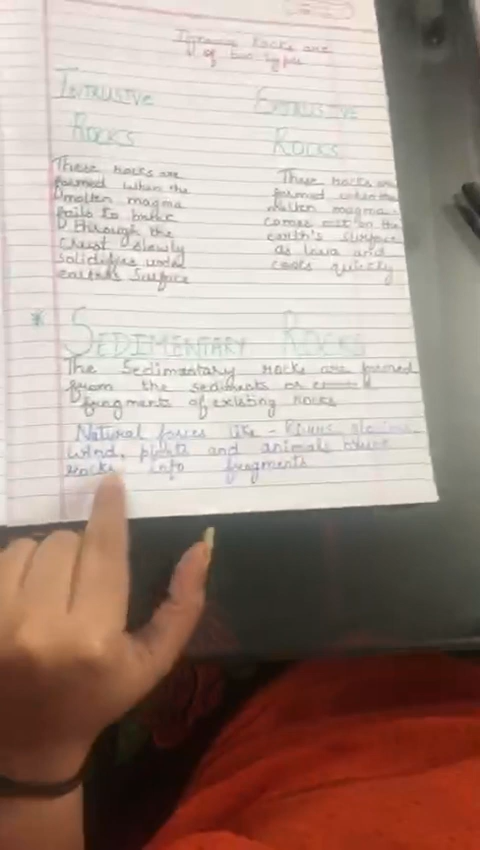 Igneous Rocks are
of two types
INTRUSIVE
ROCKS
These rocks are
formed when the
molten magma
fails to
through the
crust slowly
solidifies under
earth's surface
EXTRUSIVE
ROCKS
These rocks are
formed when the
molten magma
comes out on the
earth's surface
as lava and
cools quickly
* SEDIMENTARY ROCKS
The Sedimentary rocks are formed
from the sediments or
fragments of existing rocks
Natural forces like - Rivers, glaciers
wind, plants and animals
rocks into fragments